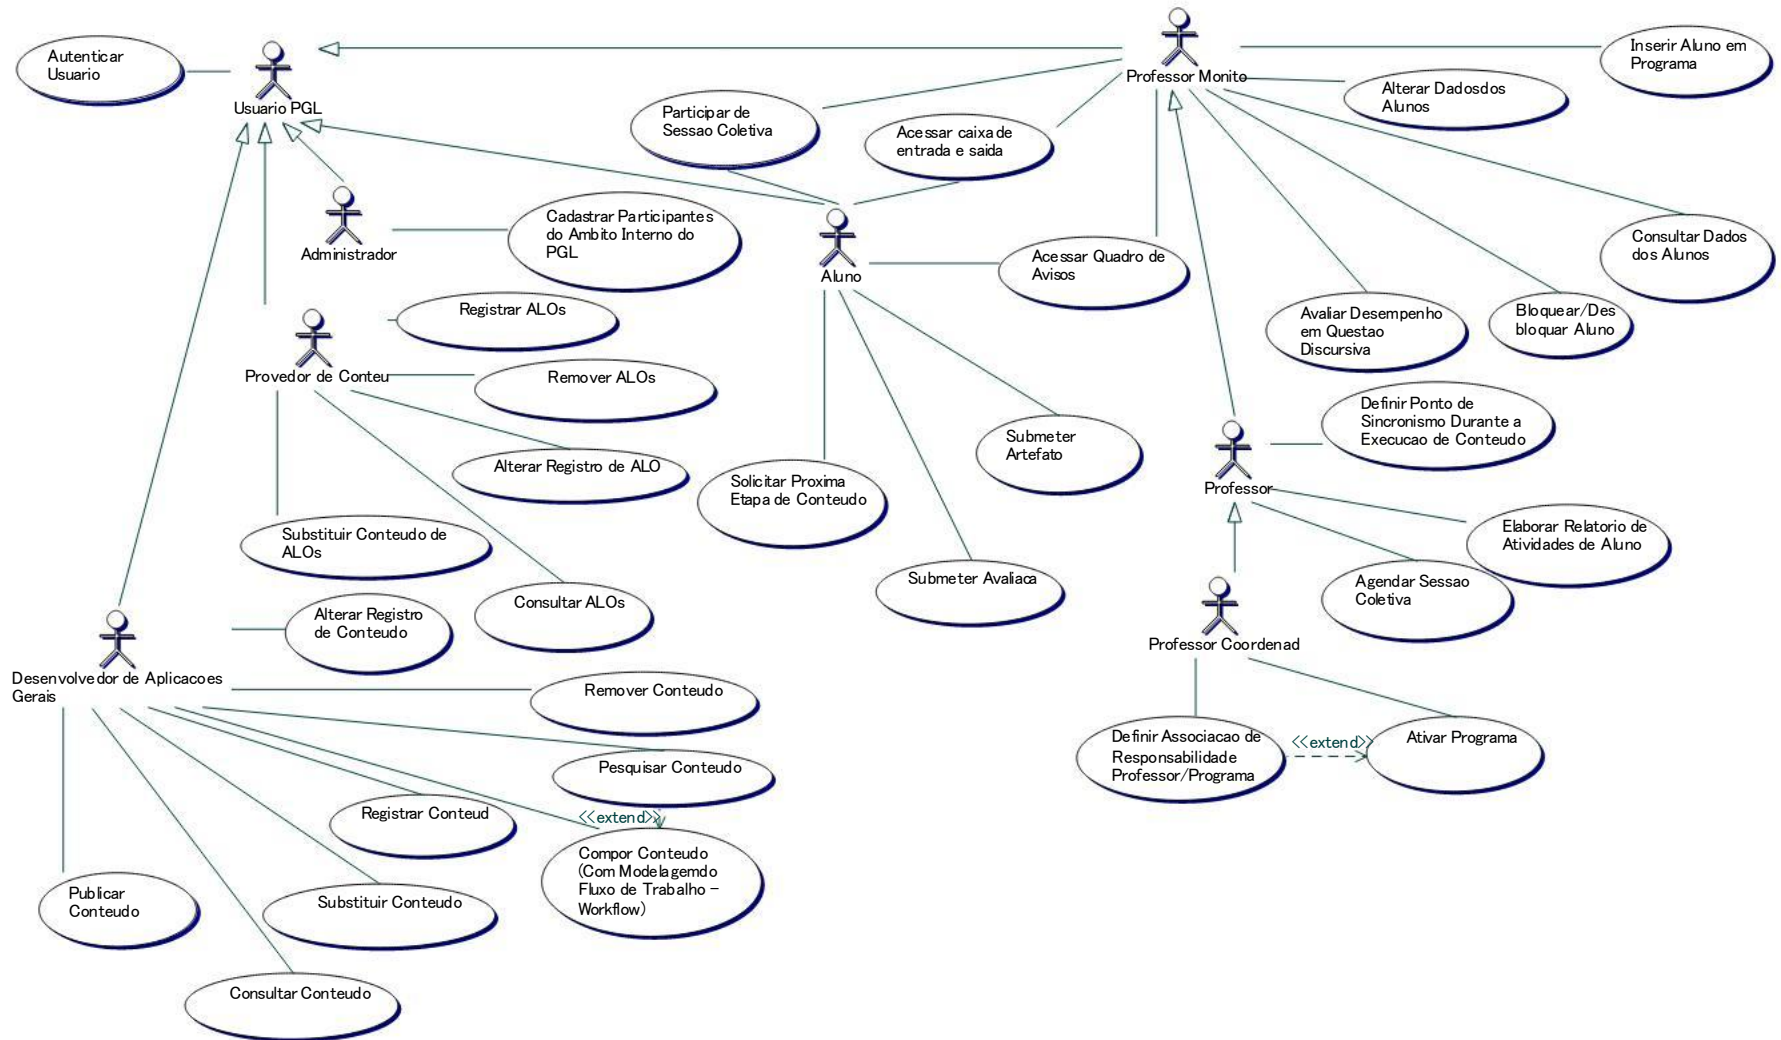 Autenticar
Usuario
Usuario PGL
Professor Monito
Inserir Aluno em
Programa
Alterar Dadosdos
Alunos
Participar de
Sessao Coletiva
Acessar caixa de
entrada e saida
Administrador
Cadastrar Participantes
do Ambito Interno do
PGL
Aluno
Acessar Quadro de
Avisos
Consultar Dados
dos Alunos
Registrar ALOs
Avaliar Desempenho
em Questao
Discursiva
Bloquear/Des
bloquar Aluno
Provedor de Conteu
Remover ALOs
Definir Ponto de
Sincronismo Durante a
Execucao de Conteudo
Alterar Registro de ALO
Submeter
Artefato
Solicitar Proxima
Etapa de Conteudo
Professor
Substituir Conteudo de
ALOs
Elaborar Relatorio de
Atividades de Aluno
Consultar ALOs
Submeter Avaliaca
Agendar Sessao
Coletiva
Alterar Registro
de Conteudo
Professor Coordenad
Desenvolvedor de Aplicacoes
Gerais
Remover Conteudo
Definir Associacao de
Responsabilidade
Professor/Programa
<<extend>>
Ativar Programa
Pesquisar Conteudo
Registrar Conteud
<<extend>>
Compor Conteudo
(Com Modelagemdo
Fluxo de Trabalho -
Workflow)
Publicar
Conteudo
Substituir Conteudo
Consultar Conteudo